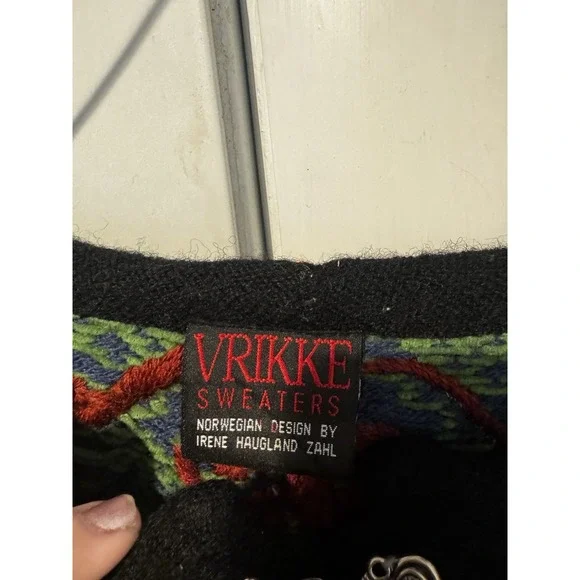 VRIKKE
SWEATERS
NORWEGIAN DESIGN BY
IRENE HAUGLAND ZAHL